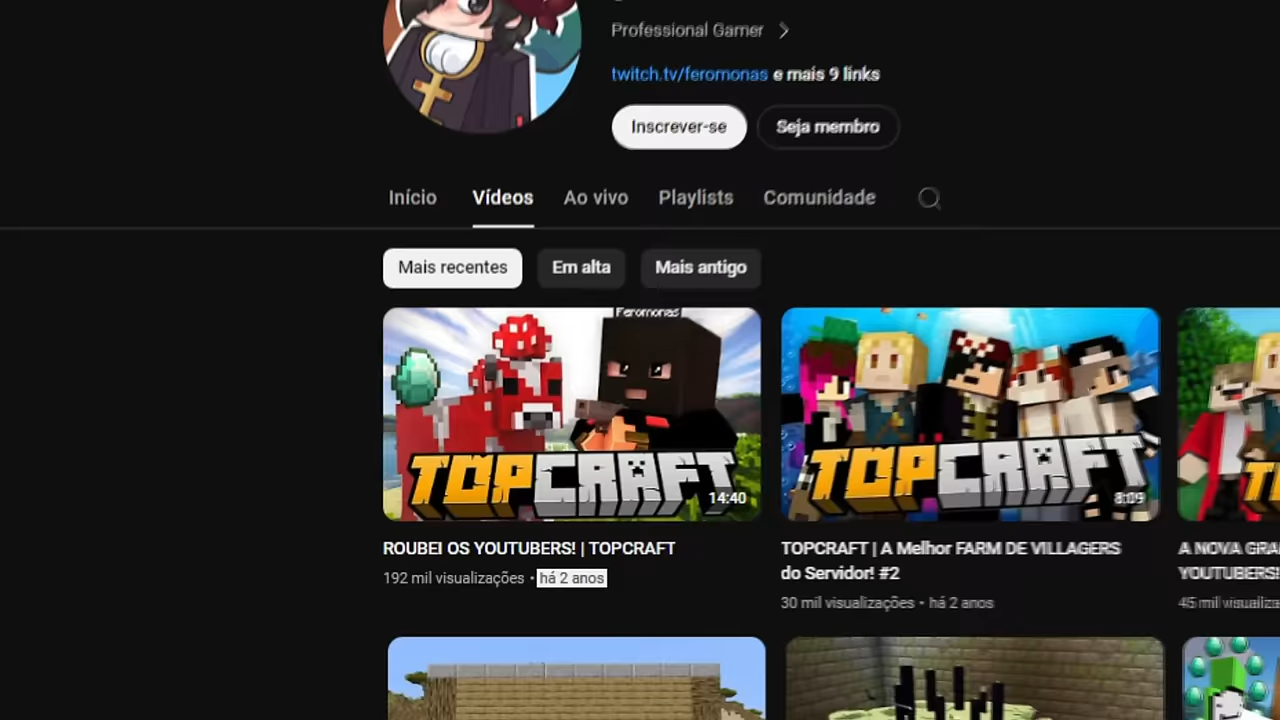 Professional Gamer
twitch.tv/feromonas e mais 9 links
Inscrever-se
Seja membro
Início
Vídeos
Ao vivo
Playlists
Comunidade
Mais recentes
Em alta
Mais antigo
Feromonas
TOPCRAFT
14:40
TOPCRAFT
8:09
ROUBEI OS YOUTUBERS! | TOPCRAFT
192 mil visualizações • há 2 anos
TOPCRAFT | A Melhor FARM DE VILLAGERS
do Servidor! #2
30 mil visualizações • há 2 anos
A NOVA
YOUTUBERS!
45 mil